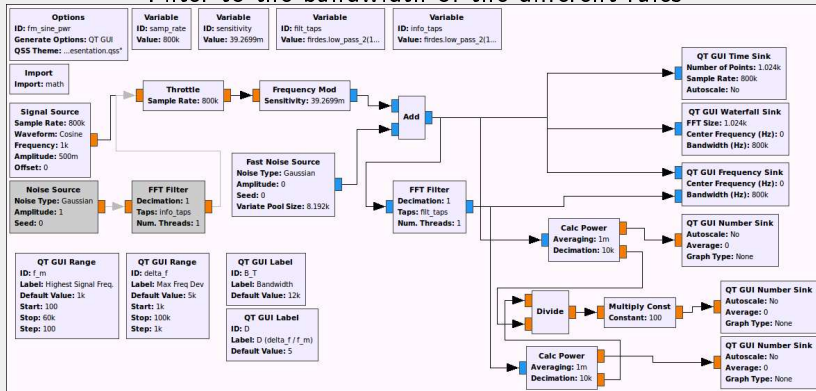 Filter to the bandwidth of the different rules
Options
ID: fm_sine_pwr
Generate Options: QT GUI
QSS Theme: ...esentation.qss"
Variable
ID: samp_rate
Value: 800k
Variable
ID: sensitivity
Value: 39.2699m
Variable
ID: filt_taps
Value: firdes.low_pass_2(1...
Variable
ID: info_taps
Value: firdes.low_pass_2(1...
Import
Import: math
Throttle
Sample Rate: 800k
Frequency Mod
Sensitivity: 39.2699m
Signal Source
Sample Rate: 800k
Waveform: Cosine
Frequency: 1k
Amplitude: 500m
Offset: 0
Add
Fast Noise Source
Noise Type: Gaussian
Amplitude: 0
Seed: 0
Variate Pool Size: 8.192k
Noise Source
Noise Type: Gaussian
Amplitude: 1
Seed: 0
FFT Filter
Decimation: 1
Taps: info_taps
Num. Threads: 1
FFT Filter
Decimation: 1
Taps: filt_taps
Num. Threads: 1
QT GUI Time Sink
Number of Points: 1.024k
Sample Rate: 800k
Autoscale: No
QT GUI Waterfall Sink
FFT Size: 1.024k
Center Frequency (Hz): 0
Bandwidth (Hz): 800k
QT GUI Frequency Sink
Center Frequency (Hz): 0
Bandwidth (Hz): 800k
Calc Power
Averaging: 1m
Decimation: 10k
QT GUI Number Sink
Autoscale: No
Average: 0
Graph Type: None
QT GUI Range
ID: f_m
Label: Highest Signal Freq.
Default Value: 1k
Start: 100
Stop: 60k
Step: 100
QT GUI Range
ID: delta_f
Label: Max Freq Dev
Default Value: 5k
Start: 1k
Stop: 100k
Step: 1k
QT GUI Label
ID: B_T
Label: Bandwidth
Default Value: 12k
QT GUI Label
ID: D
Label: D (delta_f / f_m)
Default Value: 5
Divide
Multiply Const
Constant: 100
QT GUI Number Sink
Autoscale: No
Average: 0
Graph Type: None
Calc Power
Averaging: 1m
Decimation: 10k
QT GUI Number Sink
Autoscale: No
Average: 0
Graph Type: None